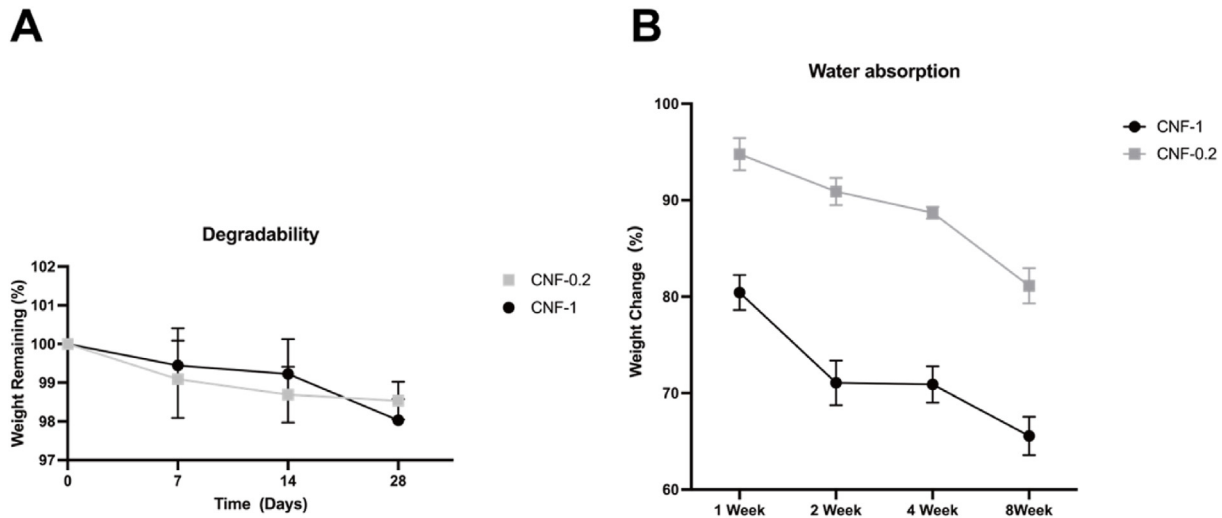 A
Degradability
Weight Remaining (%)
102
101
100
99
98
97
0
7
14
28
Time (Days)
CNF-0.2
CNF-1
B
Water absorption
Weight Change (%)
100
90
80
70
60
1 Week
2 Week
4 Week
8Week
CNF-1
CNF-0.2